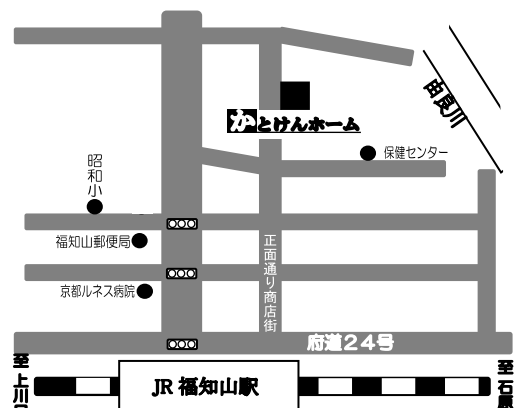 由良川
かとけんホーム
保健センター
昭和小
福知山郵便局
正面通り商店街
京都ルネス病院
府道24号
至上川口
至石原
JR 福知山駅